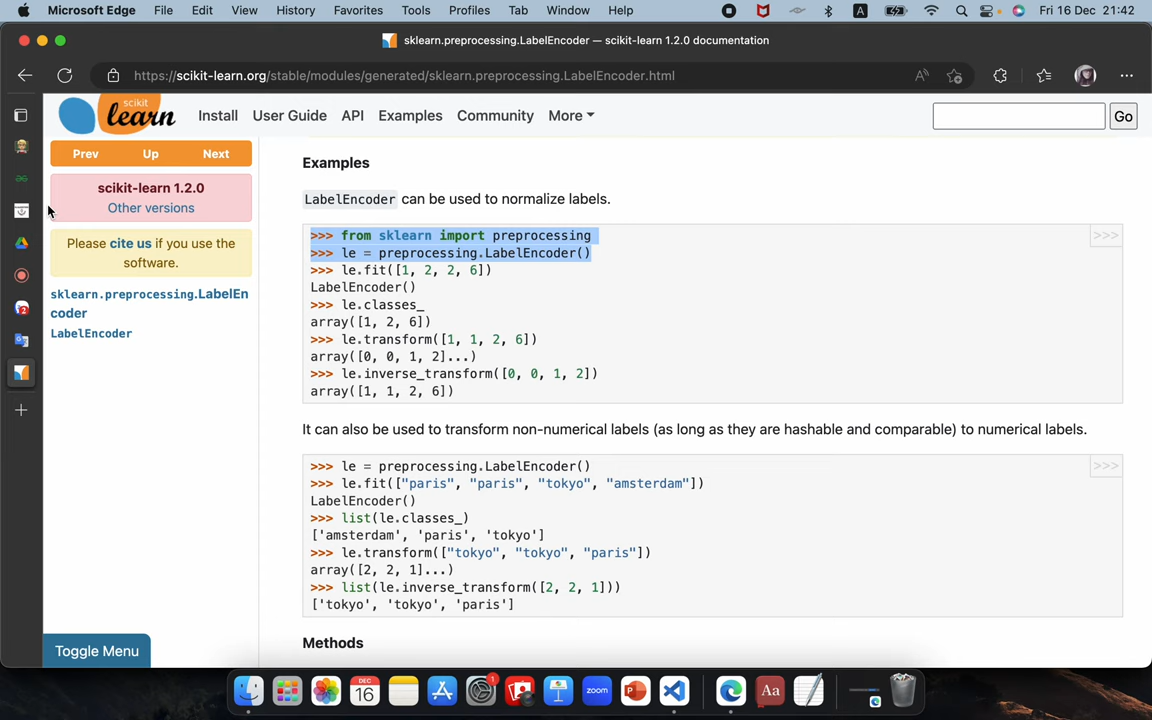 Microsoft Edge File Edit View History Favorites Tools Profiles Tab Window Help A Fri 16 Dec 21:42
sklearn.preprocessing.LabelEncoder — scikit-learn 1.2.0 documentation
https://scikit-learn.org/stable/modules/generated/sklearn.preprocessing.LabelEncoder.html
scikit
learn
Install User Guide API Examples Community More Go
Prev Up Next
scikit-learn 1.2.0
Other versions
Please cite us if you use the
software.
sklearn.preprocessing.LabelEn
coder
LabelEncoder
Examples
LabelEncoder can be used to normalize labels.
>>>
>>> from sklearn import preprocessing
>>> le = preprocessing.LabelEncoder()
>>> le.fit([1, 2, 2, 6])
LabelEncoder()
>>> le.classes_
array([1, 2, 6])
>>> le.transform([1, 1, 2, 6])
array([0, 0, 1, 2]...)
>>> le.inverse_transform([0, 0, 1, 2])
array([1, 1, 2, 6])
It can also be used to transform non-numerical labels (as long as they are hashable and comparable) to numerical labels.
>>>
>>> le = preprocessing.LabelEncoder()
>>> le.fit(["paris", "paris", "tokyo", "amsterdam"])
LabelEncoder()
>>> list(le.classes_)
['amsterdam', 'paris', 'tokyo']
>>> le.transform(["tokyo", "tokyo", "paris"])
array([2, 2, 1]...)
>>> list(le.inverse_transform([2, 2, 1]))
['tokyo', 'tokyo', 'paris']
Methods
Toggle Menu
DEC
16
1
zoom
Aa